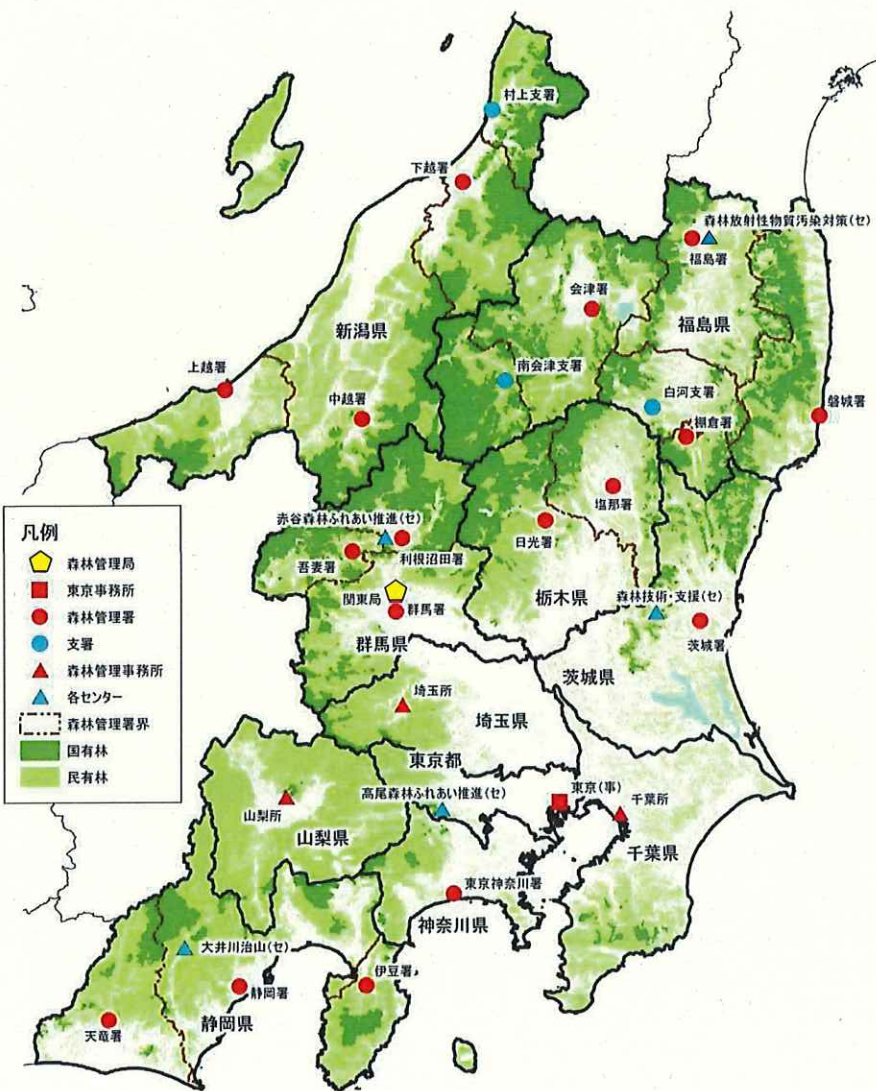 村上支署
下越署
森林放射性物質汚染対策(セ)
福島署
会津署
新潟県
福島県
上越署
南会津支署
中越署
白河支署
磐城署
棚倉署
塩那署
赤谷森林ふれあい推進(セ)
日光署
利根沼田署
吾妻署
関東局
栃木県
森林技術・支援(セ)
群馬署
茨城署
群馬県
茨城県
埼玉所
埼玉県
東京都
高尾森林ふれあい推進(セ)
東京(事)
千葉所
山梨所
山梨県
千葉県
東京神奈川署
神奈川県
大井川治山(セ)
伊豆署
静岡署
静岡県
天竜署
凡例
森林管理局
東京事務所
森林管理署
支署
森林管理事務所
各センター
森林管理署界
国有林
民有林